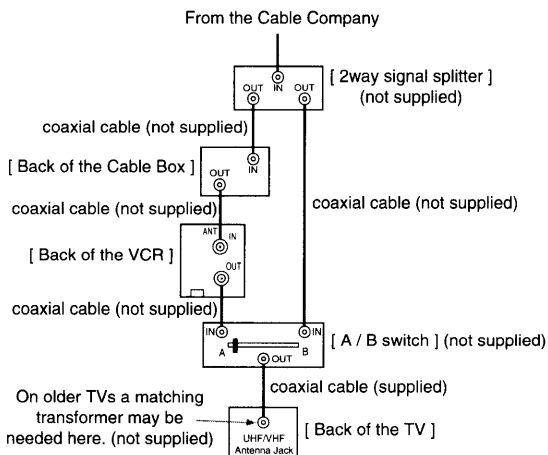 From the Cable Company
OUT IN OUT
[ 2way signal splitter ]
(not supplied)
coaxial cable (not supplied)
[ Back of the Cable Box ]
OUT IN
coaxial cable (not supplied)
coaxial cable (not supplied)
ANT IN
[ Back of the VCR ]
OUT
coaxial cable (not supplied)
IN IN
A B
OUT
[ A / B switch ] (not supplied)
coaxial cable (supplied)
On older TVs a matching
transformer may be
needed here. (not supplied)
UHF/VHF
Antenna Jack
[ Back of the TV ]